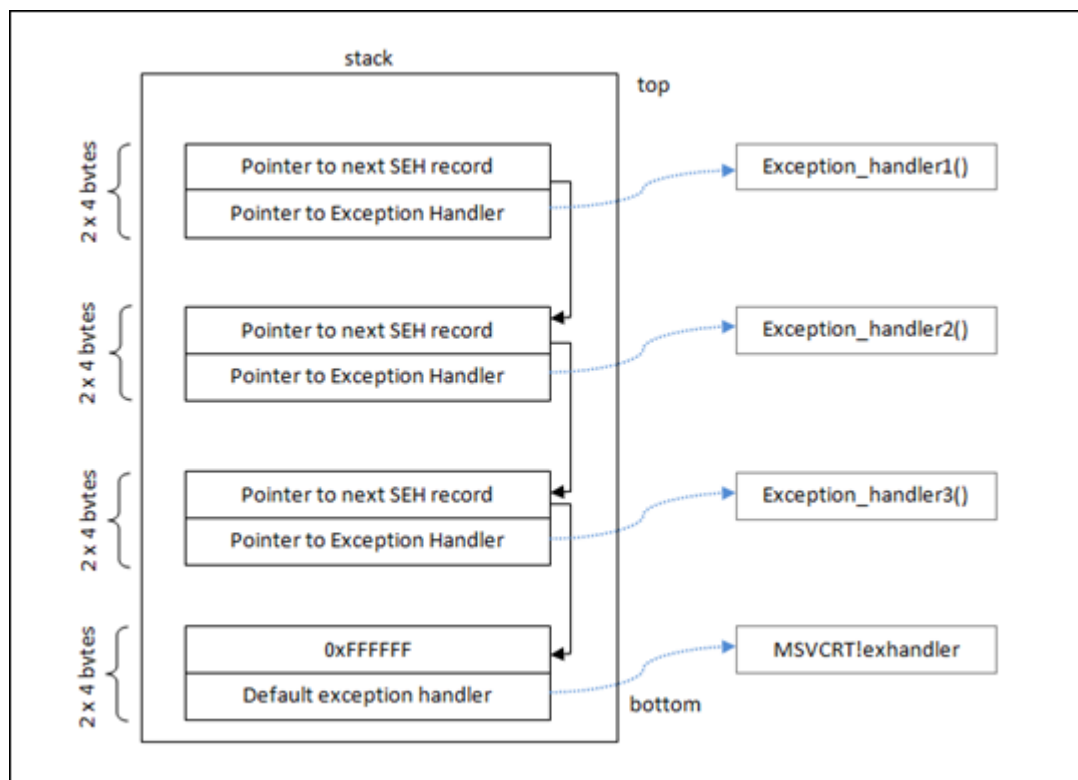 stack
top
2 x 4 bytes
Pointer to next SEH record
Pointer to Exception Handler
Exception_handler1()
2 x 4 bytes
Pointer to next SEH record
Pointer to Exception Handler
Exception_handler2()
2 x 4 bytes
Pointer to next SEH record
Pointer to Exception Handler
Exception_handler3()
2 x 4 bytes
0xFFFFFF
Default exception handler
MSVCRT!exhandler
bottom